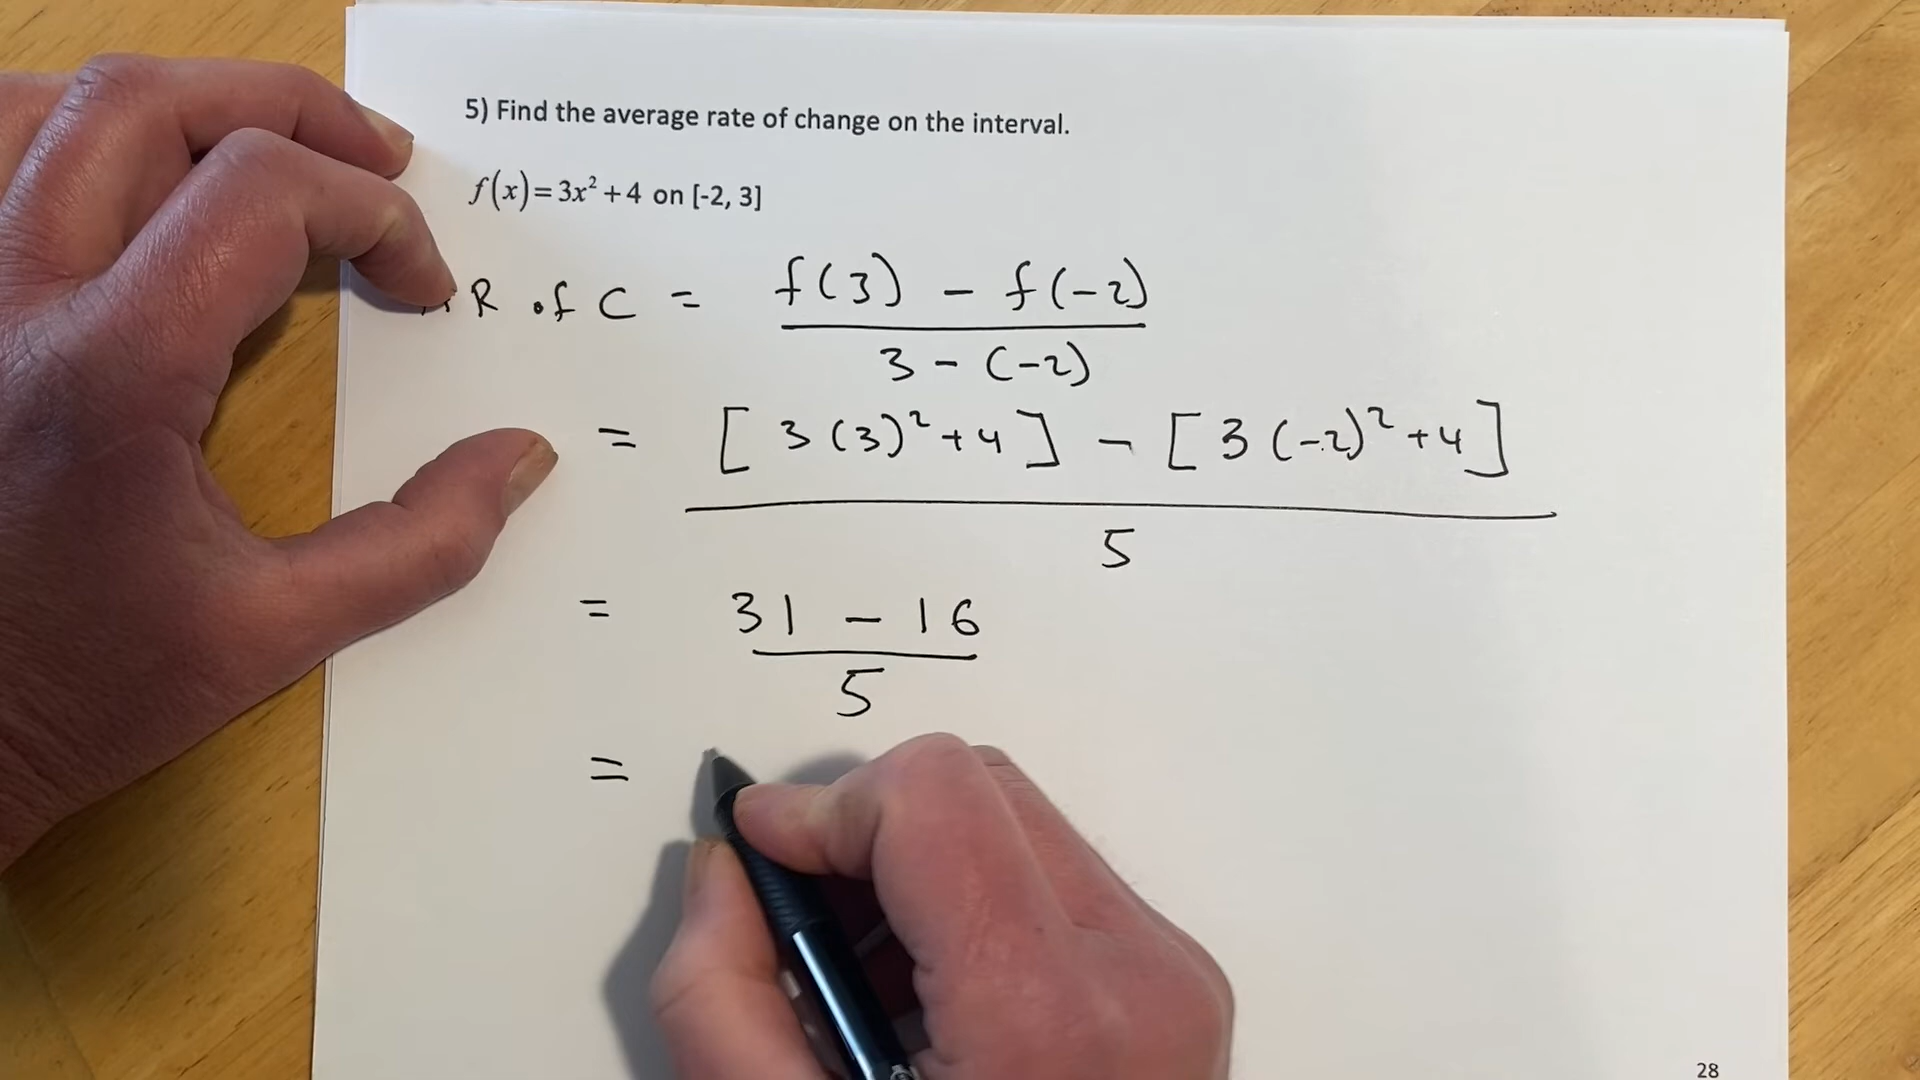 5) Find the average rate of change on the interval.
f(x)=3x²+4 on [-2, 3]
R of C = f(3) - f(-2)
3 - (-2)
= [3(3)²+4] - [3(-2)²+4]
5
= 31 - 16
5
=
28